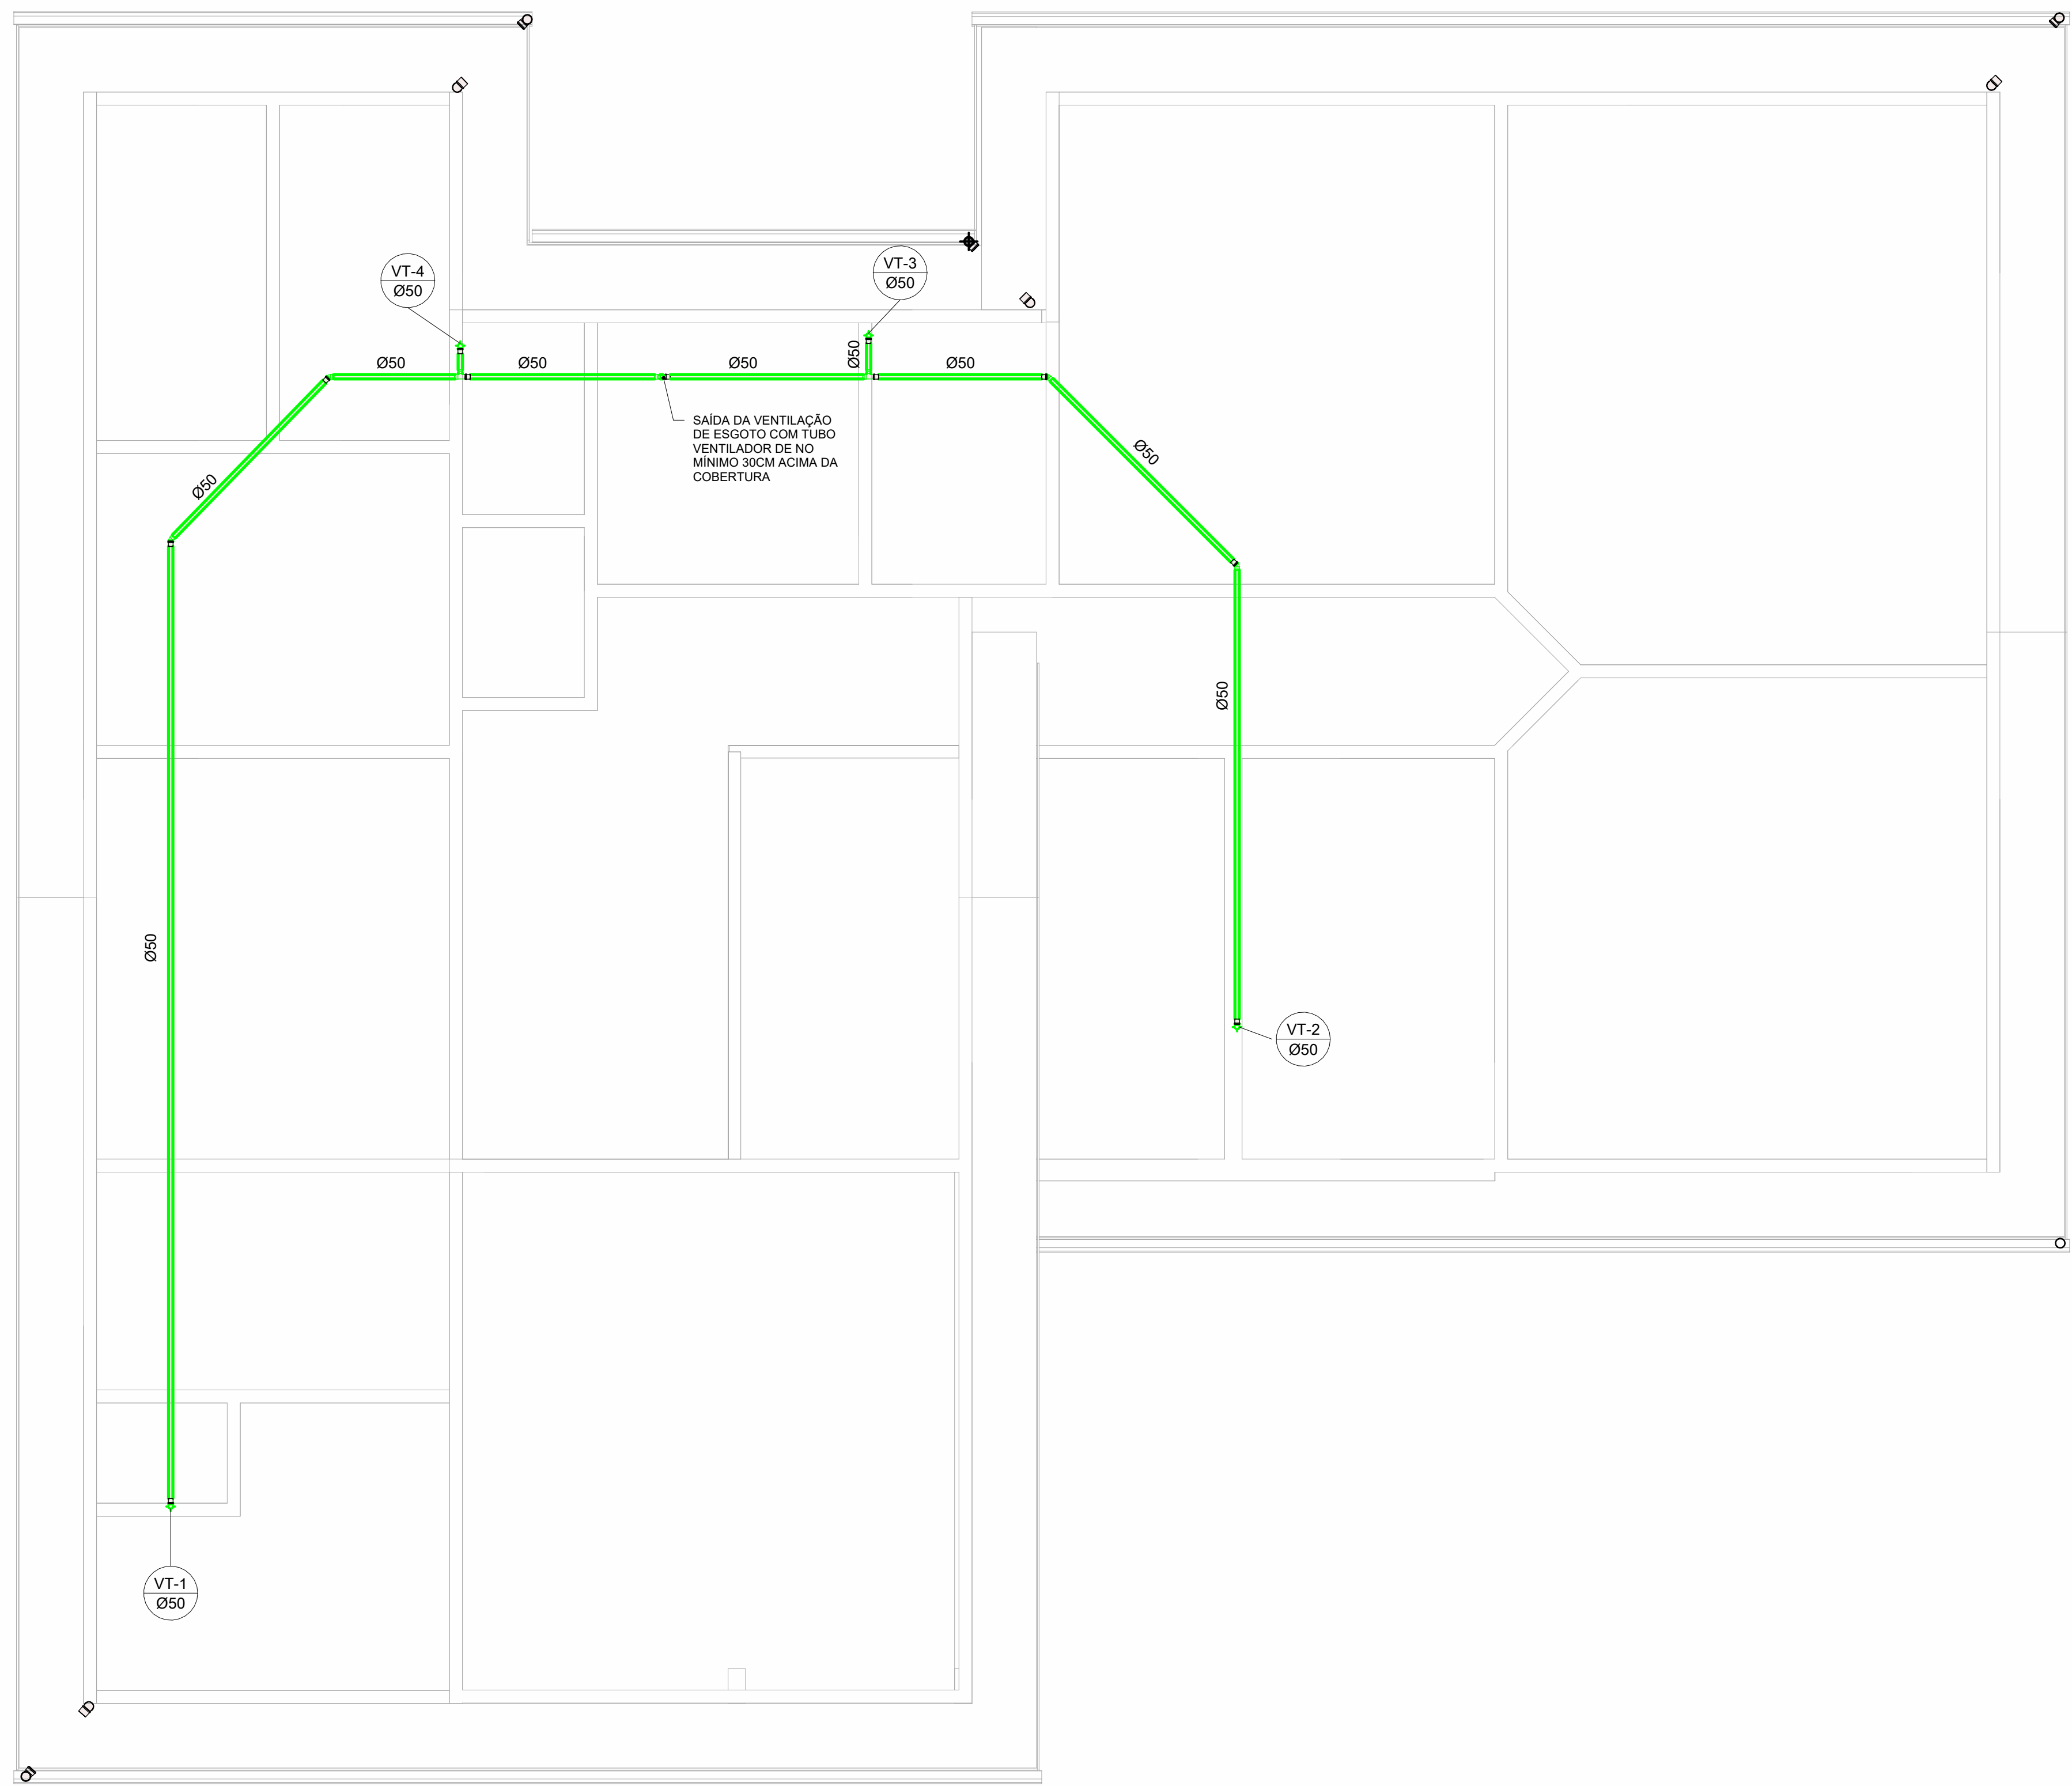 VT-4
Ø50
VT-3
Ø50
Ø50
Ø50
Ø50
Ø50
Ø50
SAÍDA DA VENTILAÇÃO
DE ESGOTO COM TUBO
VENTILADOR DE NO
MÍNIMO 30CM ACIMA DA
COBERTURA
Ø50
Ø50
Ø50
Ø50
VT-2
Ø50
VT-1
Ø50